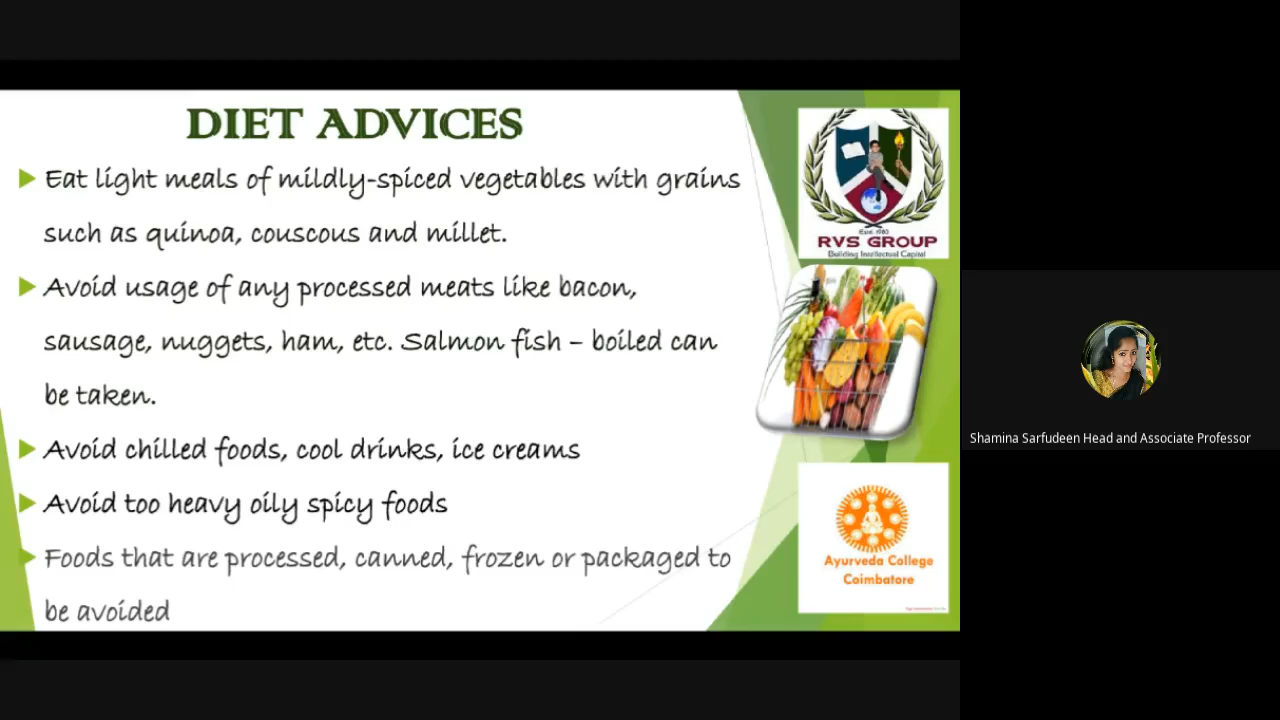 DIET ADVICES
Eat light meals of mildly-spiced vegetables with grains
such as quinoa, couscous and millet.
Avoid usage of any processed meats like bacon,
sausage, nuggets, ham, etc. Salmon fish – boiled can
be taken.
Avoid chilled foods, cool drinks, ice creams
Avoid too heavy oily spicy foods
Foods that are processed, canned, frozen or packaged to
be avoided
Estd. 1983
RVS GROUP
Building Intellectual Capital
Ayurveda College
Coimbatore
Shamina Sarfudeen Head and Associate Professor